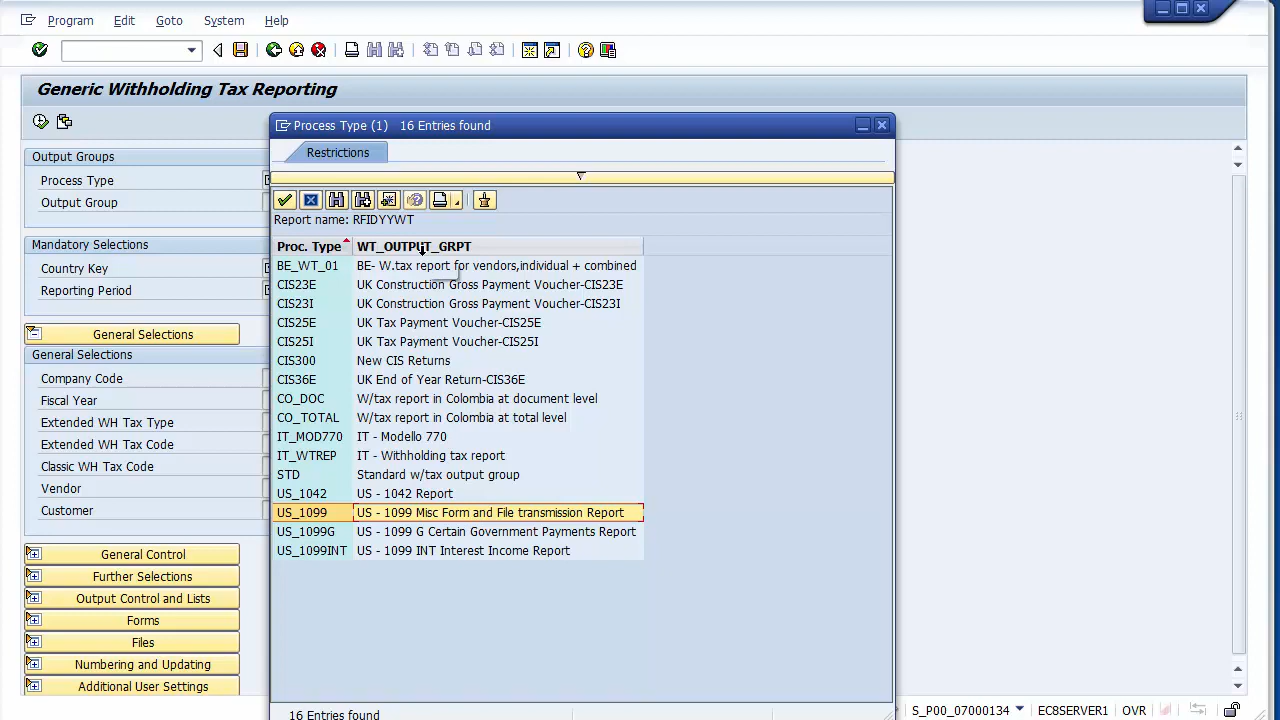 Program Edit Goto System Help
Generic Withholding Tax Reporting
Process Type (1) 16 Entries found
Restrictions
Output Groups
Process Type
Output Group
Mandatory Selections
Country Key
Reporting Period
General Selections
General Selections
Company Code
Fiscal Year
Extended WH Tax Type
Extended WH Tax Code
Classic WH Tax Code
Vendor
Customer
General Control
Further Selections
Output Control and Lists
Forms
Files
Numbering and Updating
Additional User Settings
Report name: RFIDYYWT
Proc. Type WT_OUTPUT_GRPT
BE_WT_01 BE- W.tax report for vendors,individual + combined
CIS23E UK Construction Gross Payment Voucher-CIS23E
CIS23I UK Construction Gross Payment Voucher-CIS23I
CIS25E UK Tax Payment Voucher-CIS25E
CIS25I UK Tax Payment Voucher-CIS25I
CIS300 New CIS Returns
CIS36E UK End of Year Return-CIS36E
CO_DOC W/tax report in Colombia at document level
CO_TOTAL W/tax report in Colombia at total level
IT_MOD770 IT - Modello 770
IT_WTREP IT - Withholding tax report
STD Standard w/tax output group
US_1042 US - 1042 Report
US_1099 US - 1099 Misc Form and File transmission Report
US_1099G US - 1099 G Certain Government Payments Report
US_1099INT US - 1099 INT Interest Income Report
16 Entries found
S_P00_07000134 EC8SERVER1 OVR